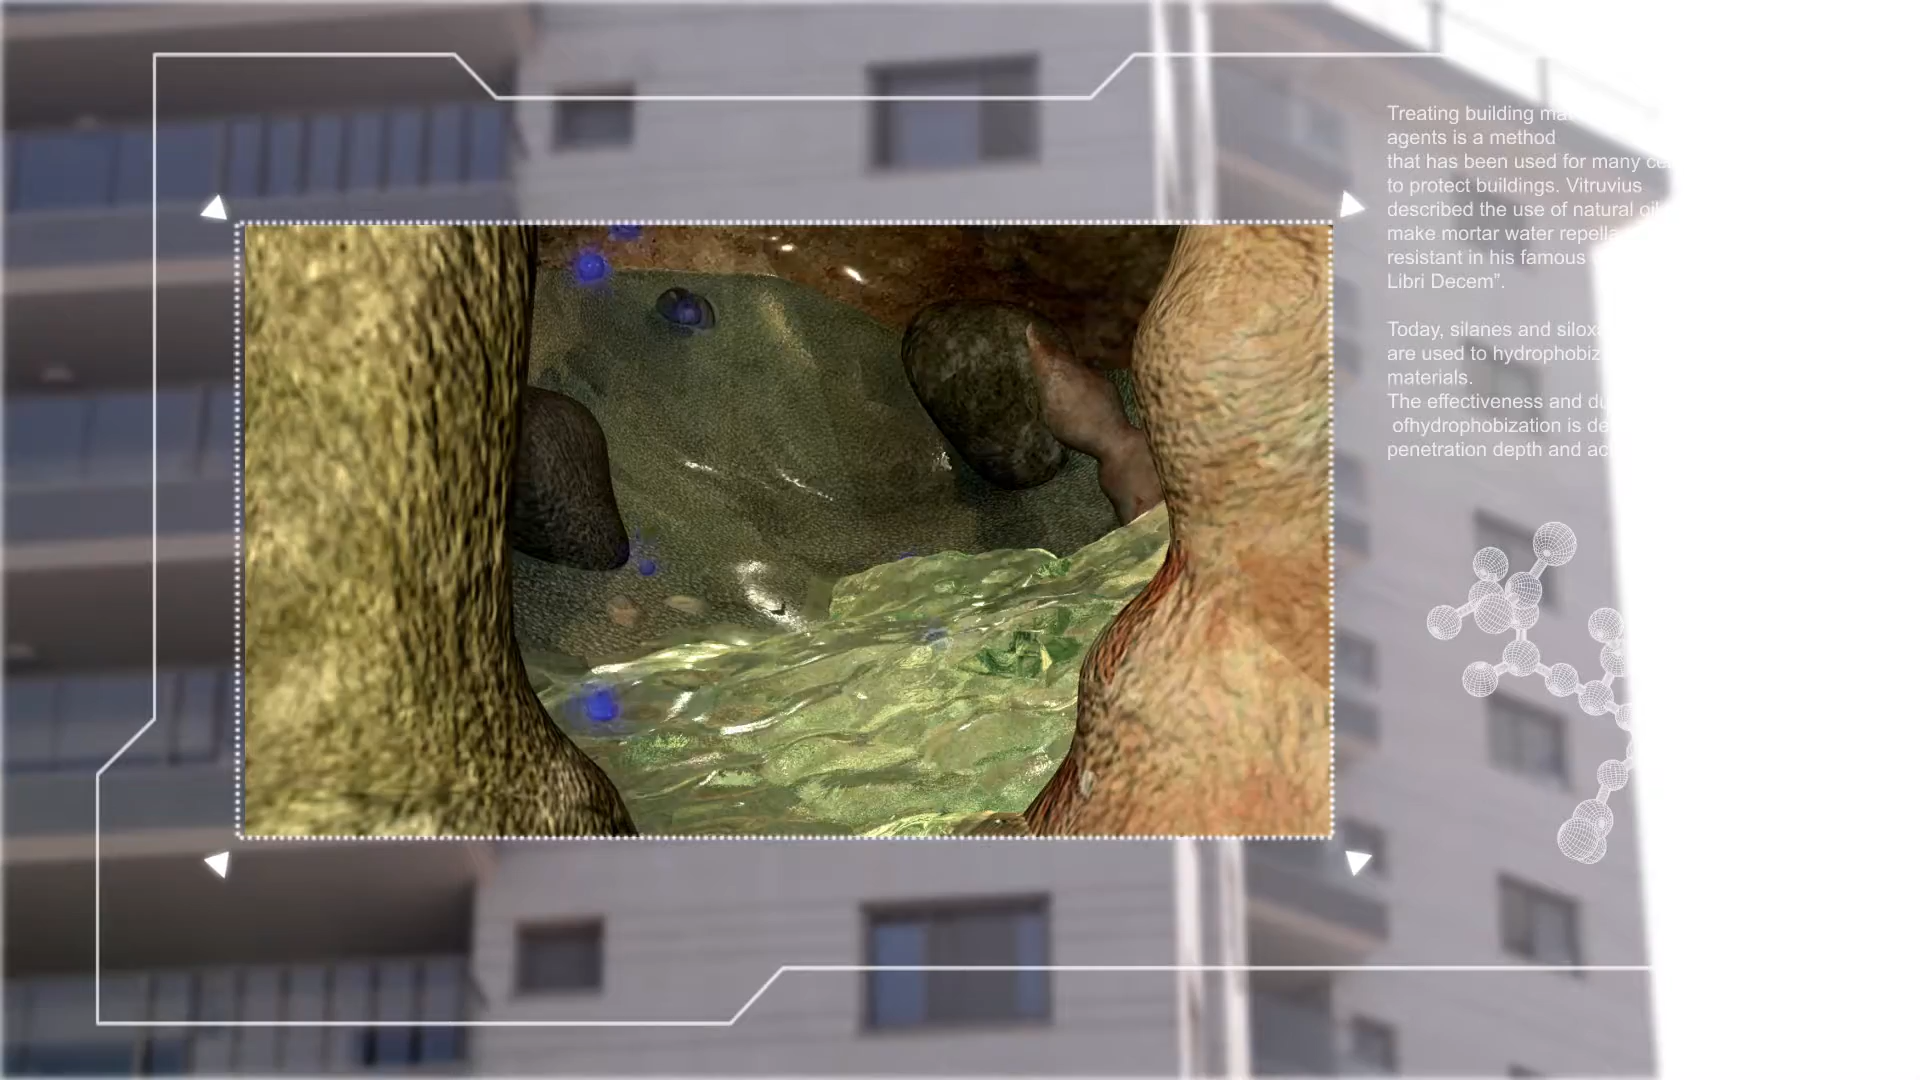 Treating building
agents is a method
that has been used for many
to protect buildings. Vitruvius
described the use of natural
make mortar water
resistant in his famous
Libri Decem”.
Today, silanes and
are used to
materials.
The effectiveness and
ofhydrophobization is
penetration depth and